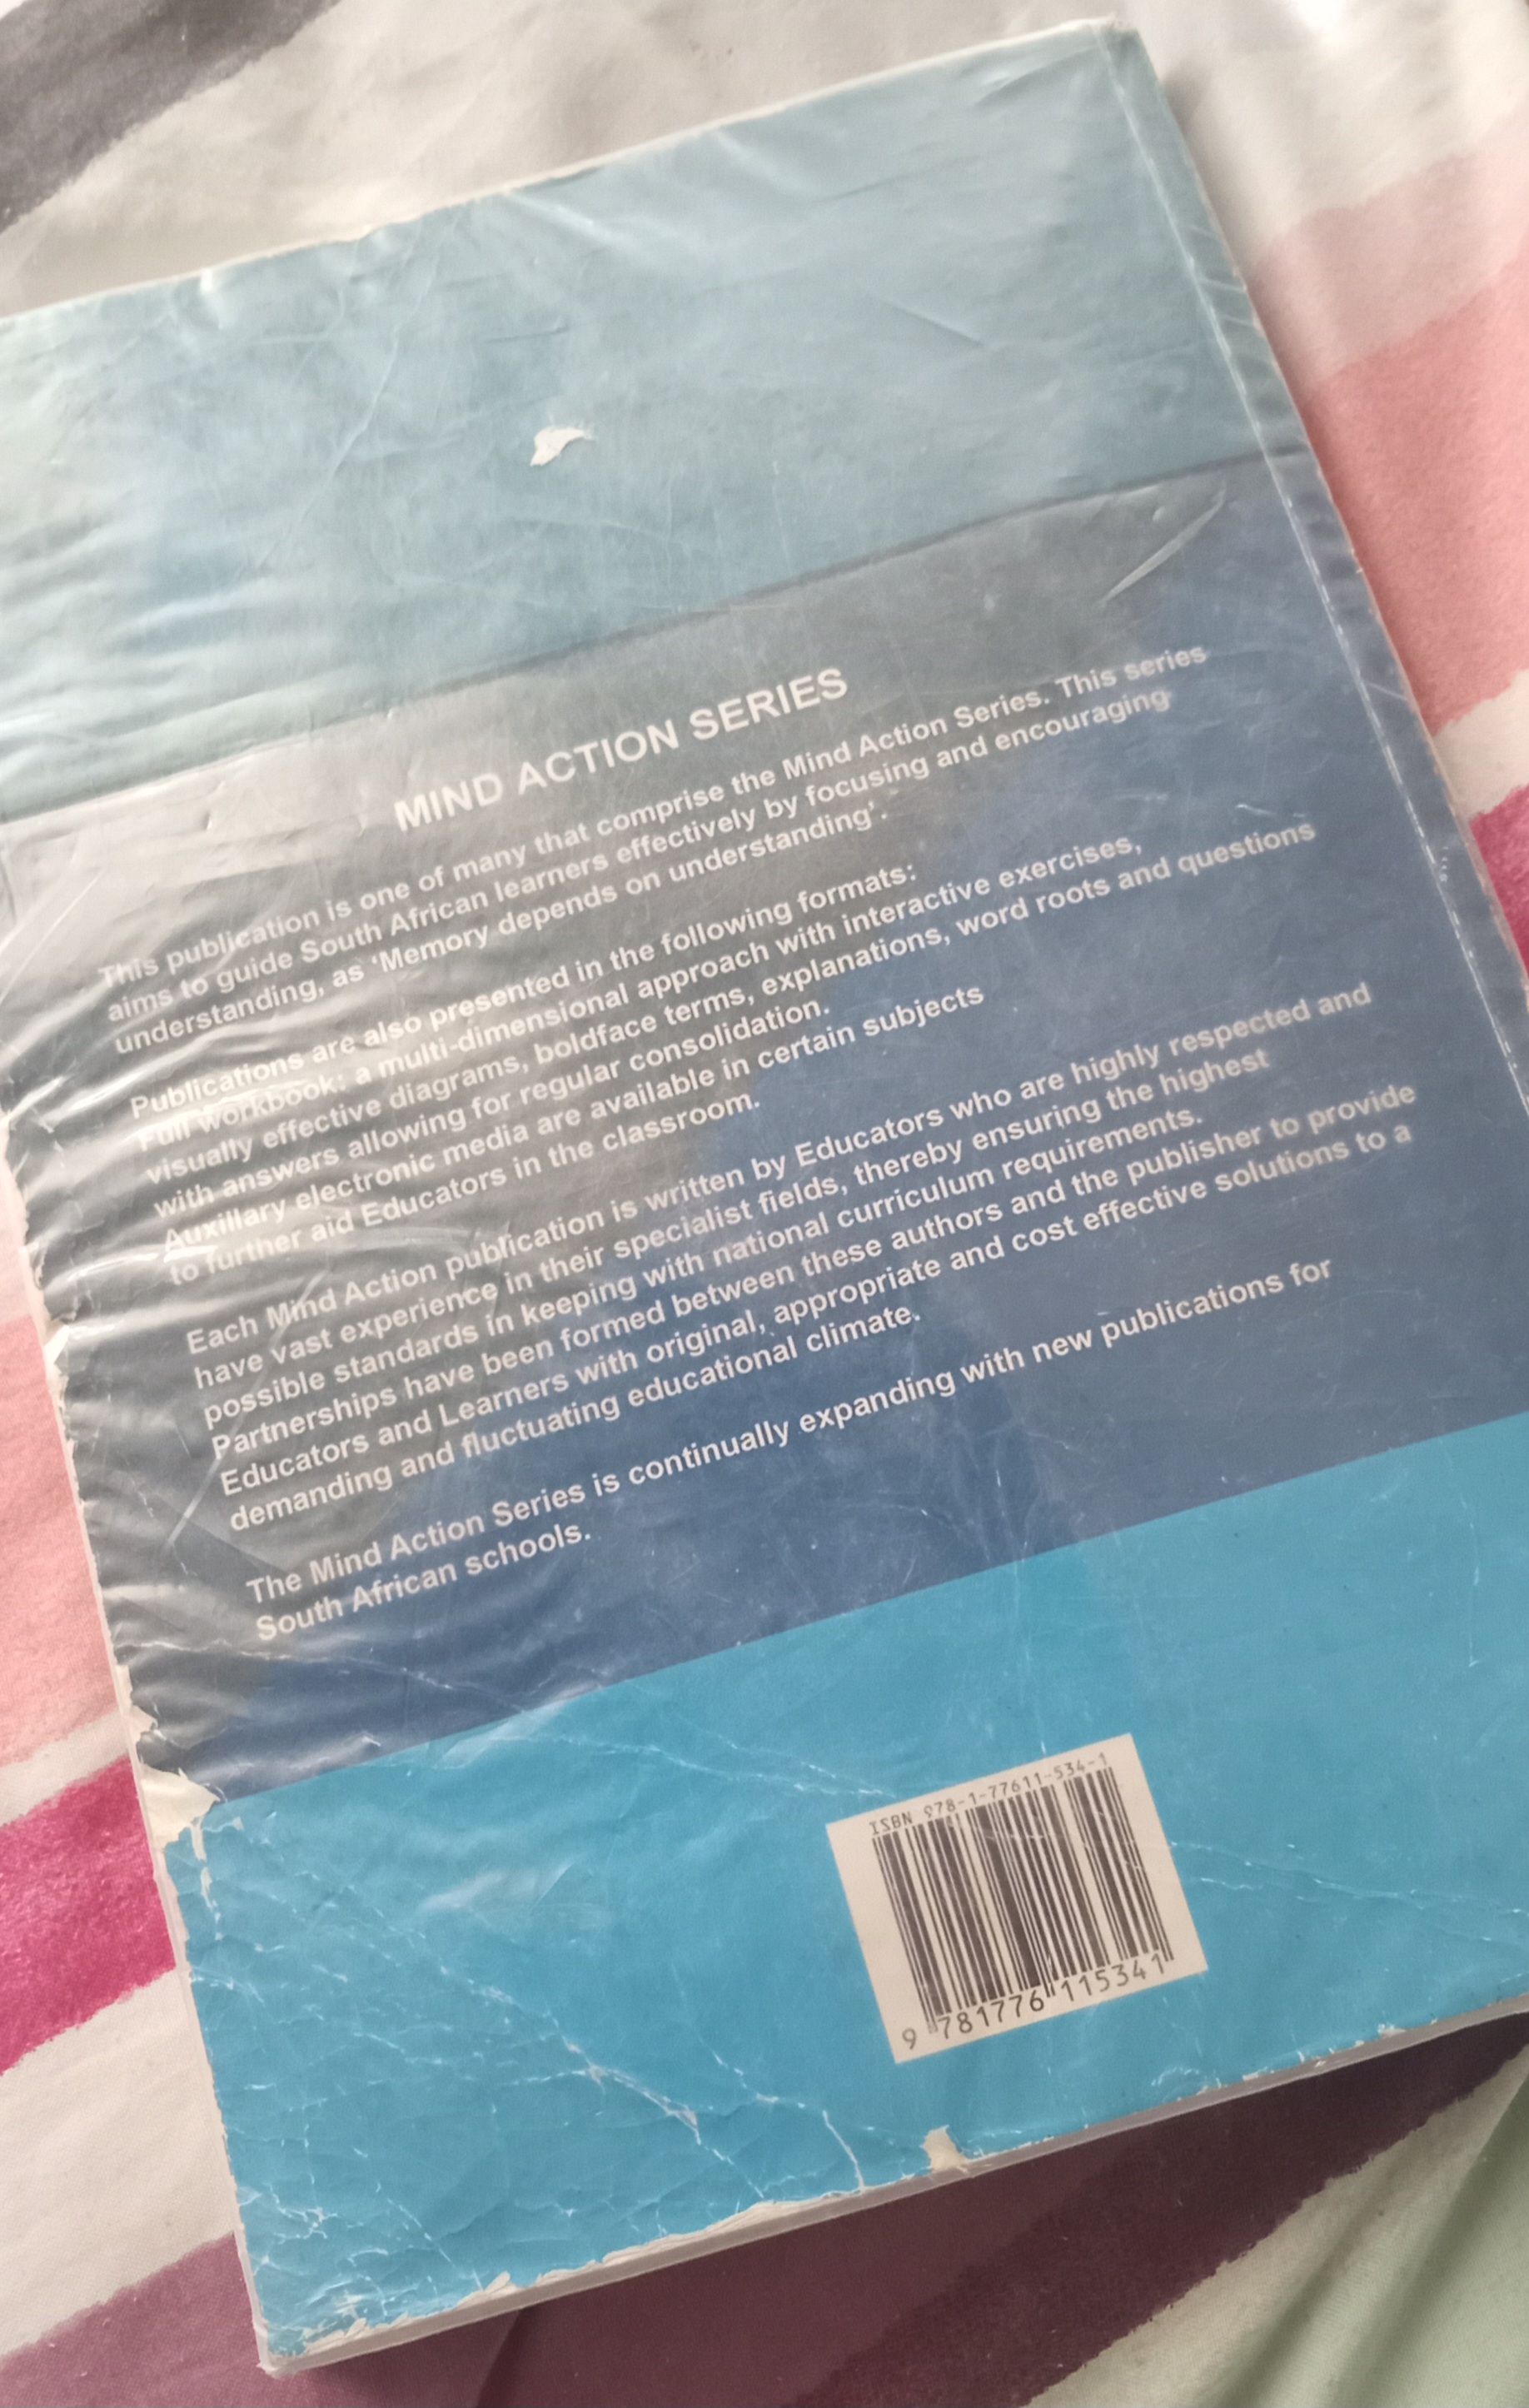 MIND ACTION SERIES
This publication is one of many that comprise the Mind Action Series. This series
aims to guide South African learners effectively by focusing and encouraging
understanding, as 'Memory depends on understanding'.
Publications are also presented in the following formats:
Full workbook: a multi-dimensional approach with interactive exercises,
visually effective diagrams, boldface terms, explanations, word roots and questions
with answers allowing for regular consolidation.
Auxillary electronic media are available in certain subjects
to further aid Educators in the classroom.
Each Mind Action publication is written by Educators who are highly respected and
have vast experience in their specialist fields, thereby ensuring the highest
possible standards in keeping with national curriculum requirements.
Partnerships have been formed between these authors and the publisher to provide
Educators and Learners with original, appropriate and cost effective solutions to a
demanding and fluctuating educational climate.
The Mind Action Series is continually expanding with new publications for
South African schools.
ISBN 978-1-77611-534-1
9 781776 115341